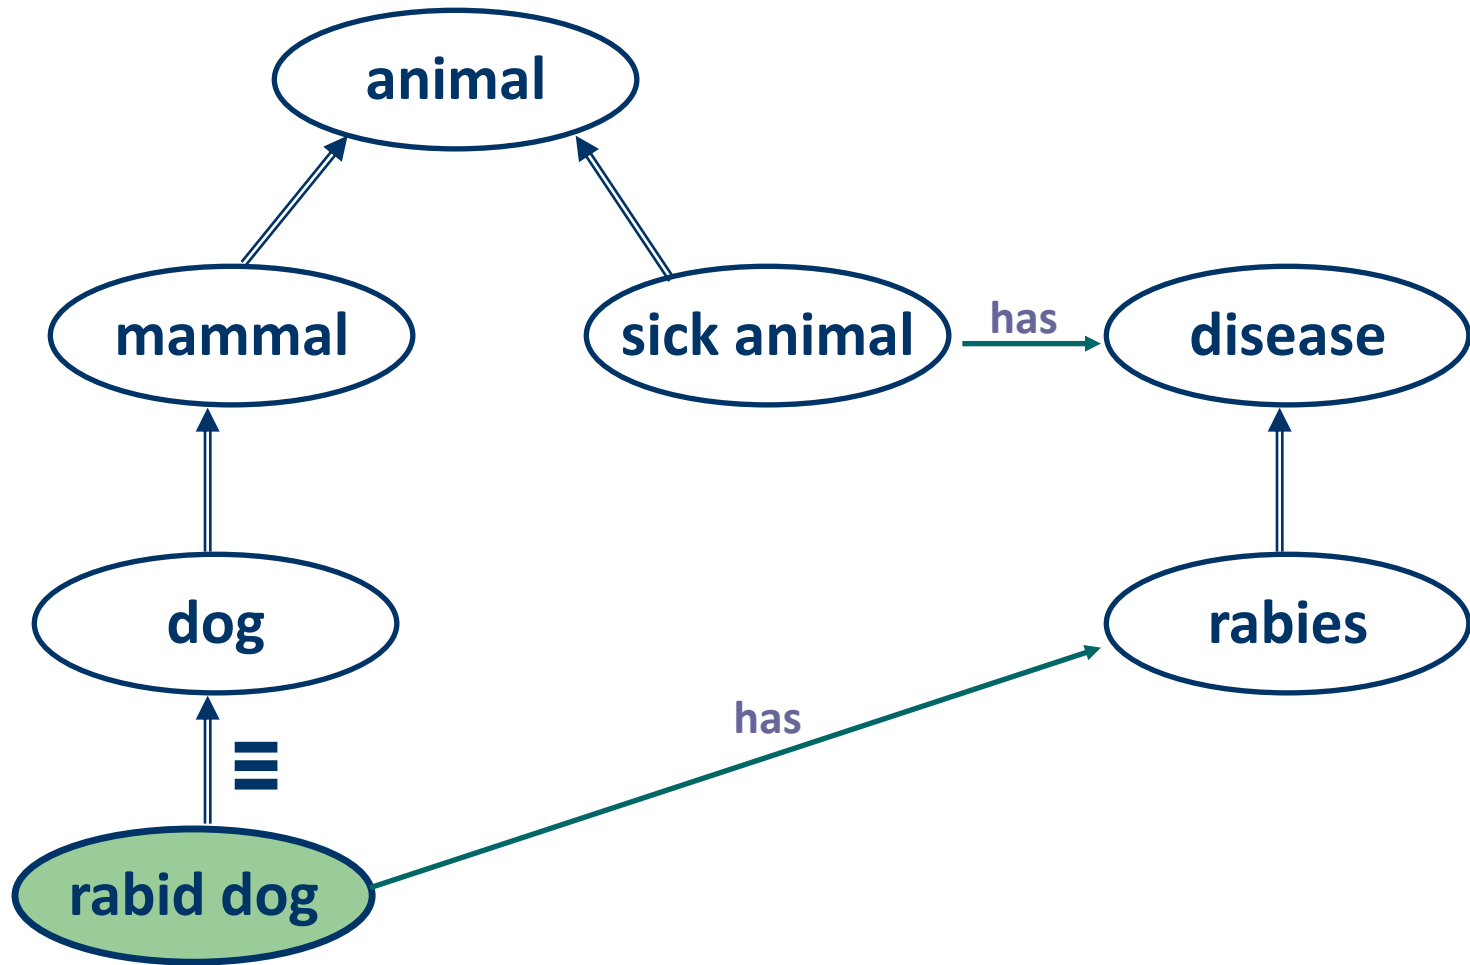 animal
mammal
sick animal
has
disease
dog
rabies
has
≡
rabid dog